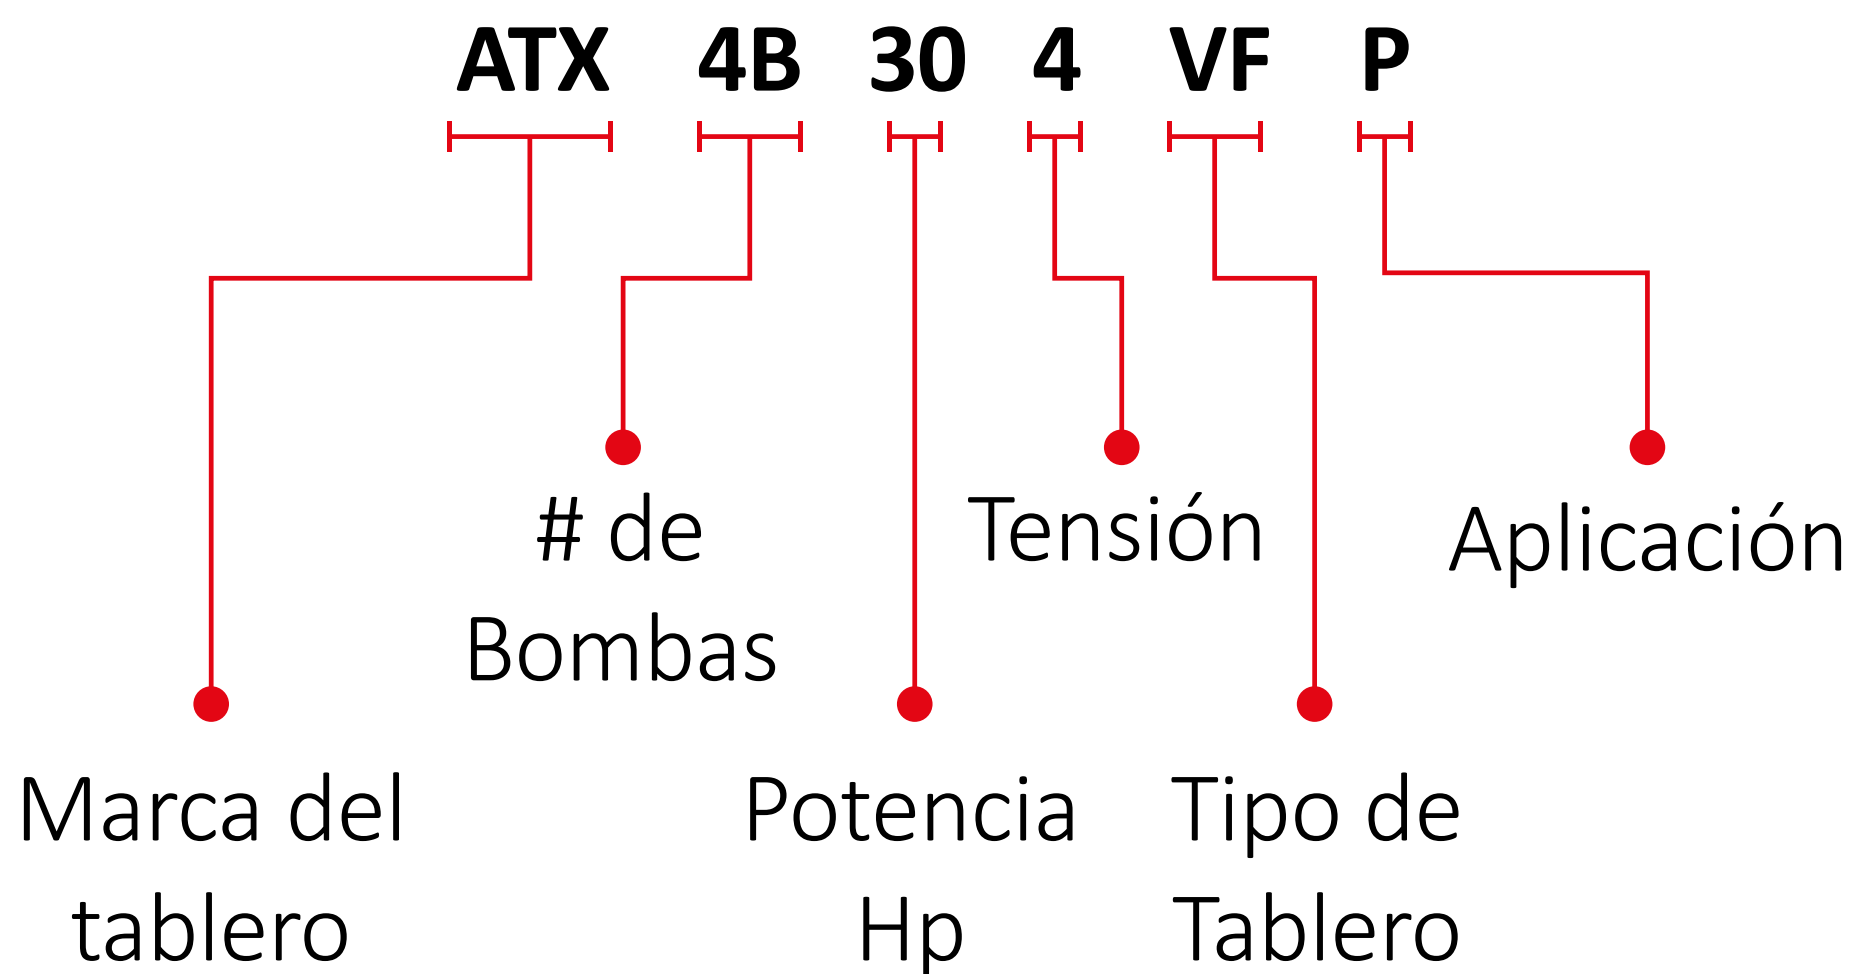 ATX 4B 30 4 VF P
# de
Bombas
Tensión
Aplicación
Marca del
tablero
Potencia
Hp
Tipo de
Tablero